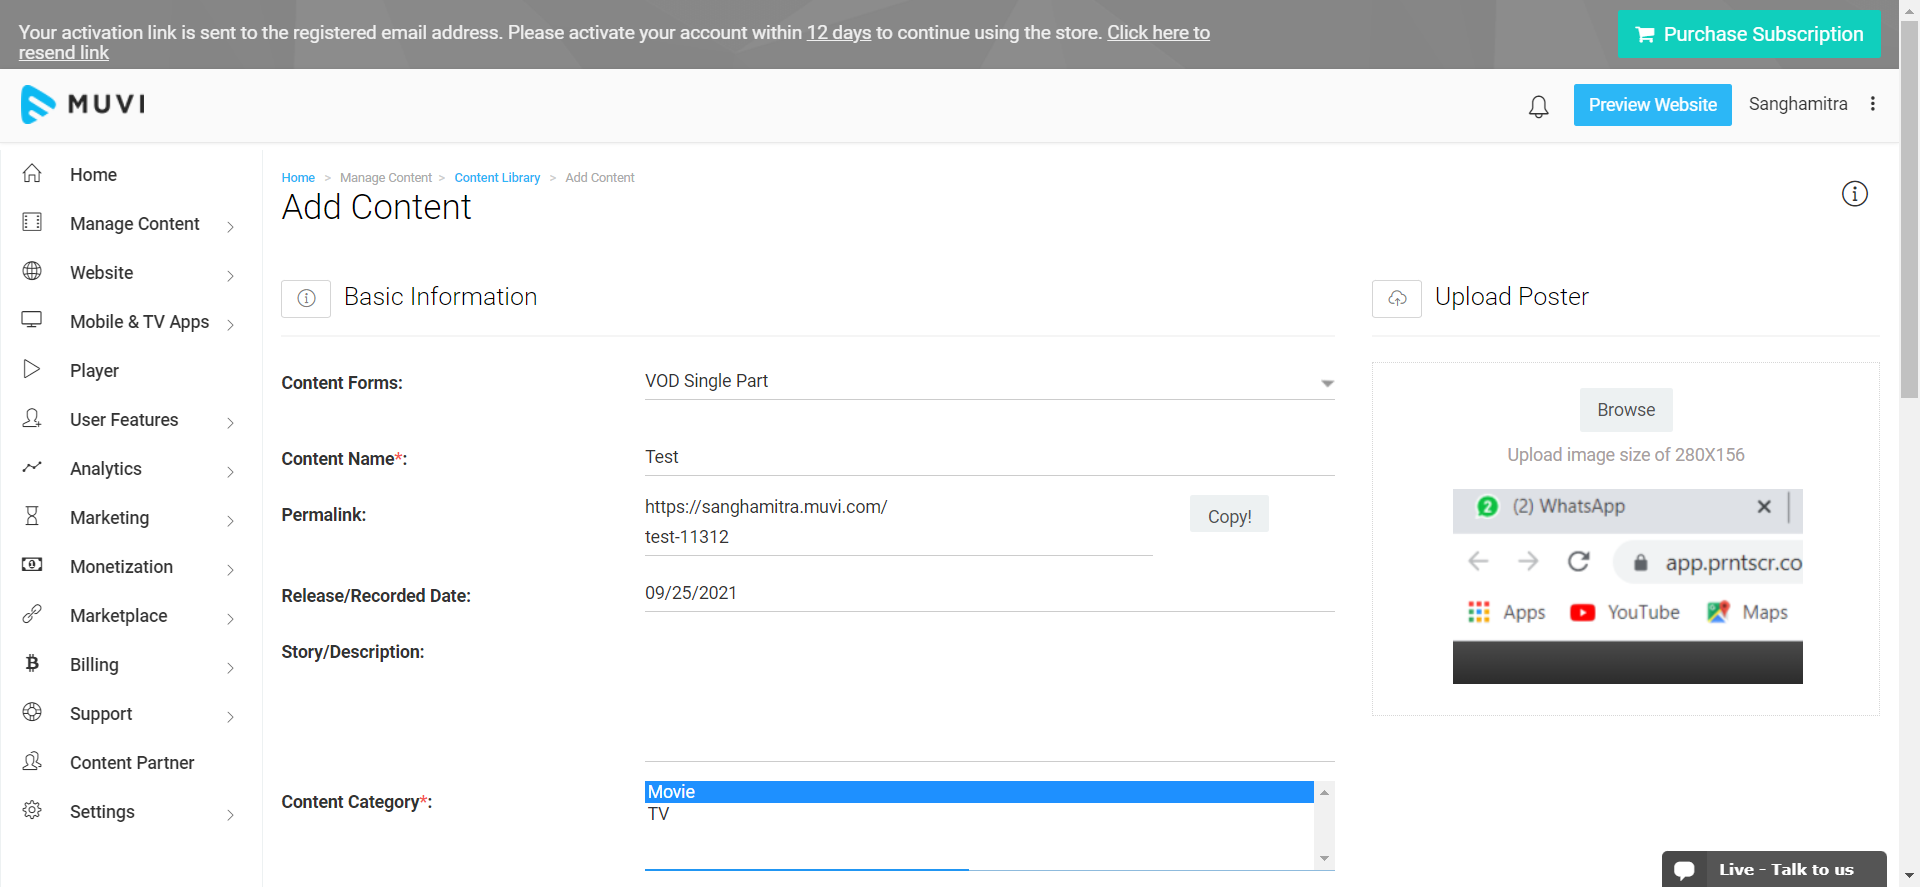 Your activation link is sent to the registered email address. Please activate your account within 12 days to continue using the store. Click here to
resend link
Purchase Subscription
MUVI
Preview Website
Sanghamitra
Home
Manage Content
Website
Mobile & TV Apps
Player
User Features
Analytics
Marketing
Monetization
Marketplace
Billing
Support
Content Partner
Settings
Home > Manage Content > Content Library > Add Content
Add Content
Basic Information
Content Forms: VOD Single Part
Content Name*: Test
Permalink: https://sanghamitra.muvi.com/
test-11312
Copy!
Release/Recorded Date: 09/25/2021
Story/Description:
Content Category*: Movie
TV
Upload Poster
Browse
Upload image size of 280X156
2 (2) WhatsApp
app.prntscr.co
Apps YouTube Maps
Live - Talk to us